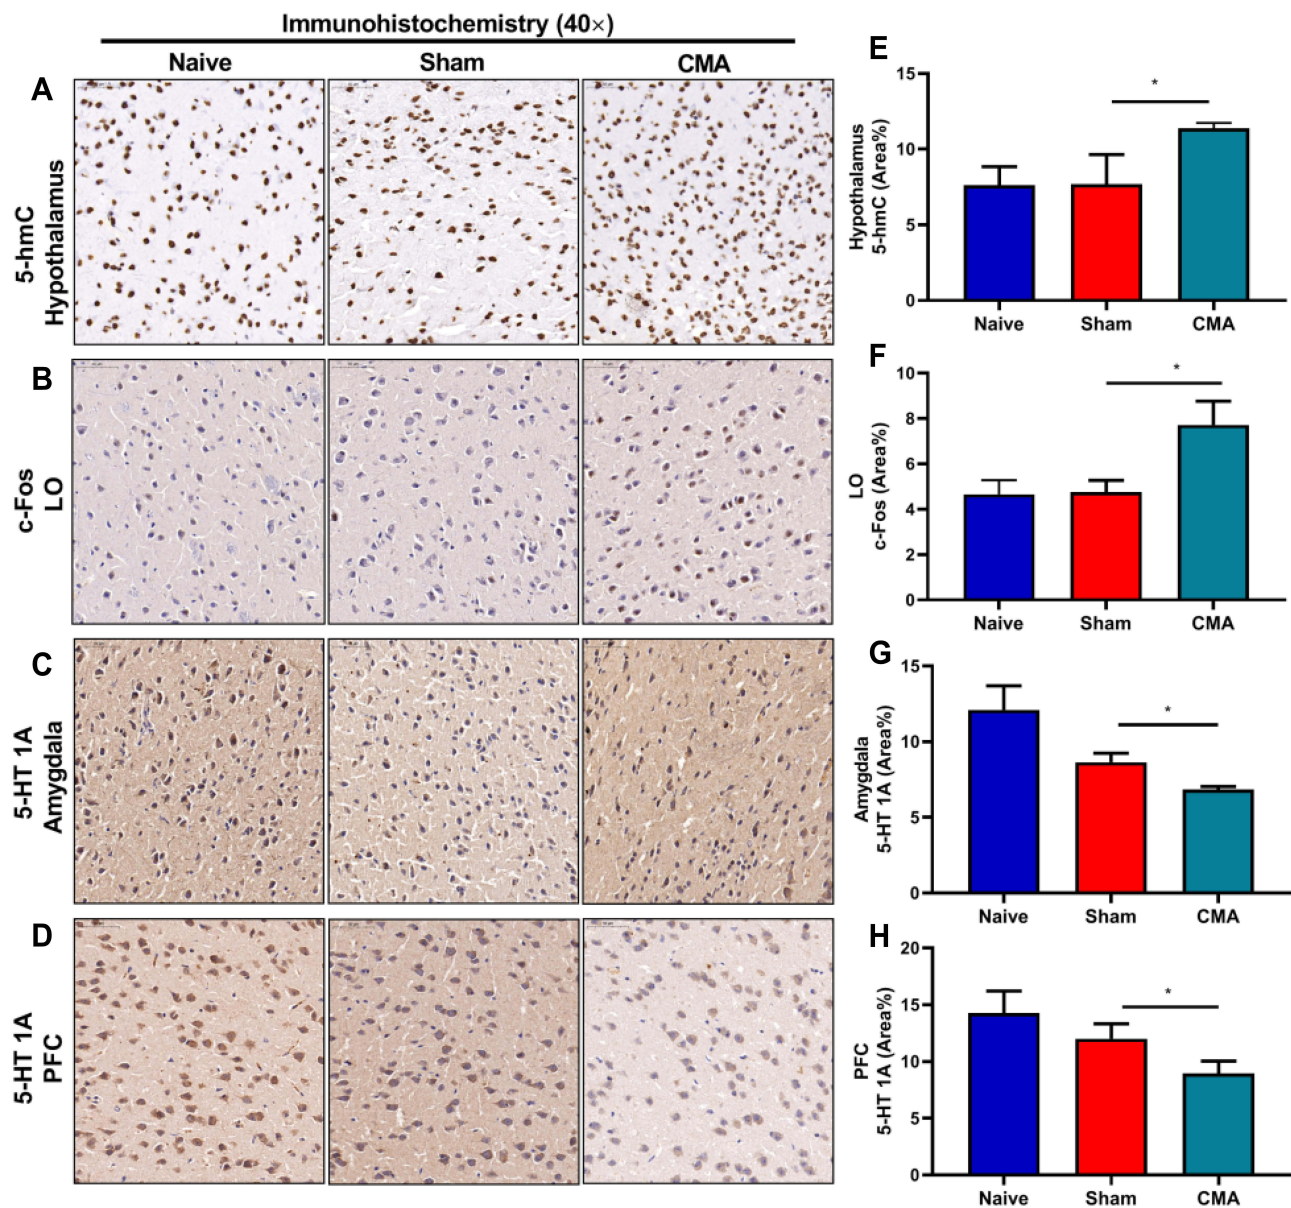 Immunohistochemistry (40×)
Naive Sham CMA
A
5-hmC
Hypothalamus
B
c-Fos
LO
C
5-HT 1A
Amygdala
D
5-HT 1A
PFC
E
Hypothalamus
5-hmC (Area%)
15
10
5
0
*
Naive Sham CMA
F
LO
c-Fos (Area%)
10
8
6
4
2
0
*
Naive Sham CMA
G
Amygdala
5-HT 1A (Area%)
15
10
5
0
*
Naive Sham CMA
H
PFC
5-HT 1A (Area%)
20
15
10
5
0
*
Naive Sham CMA